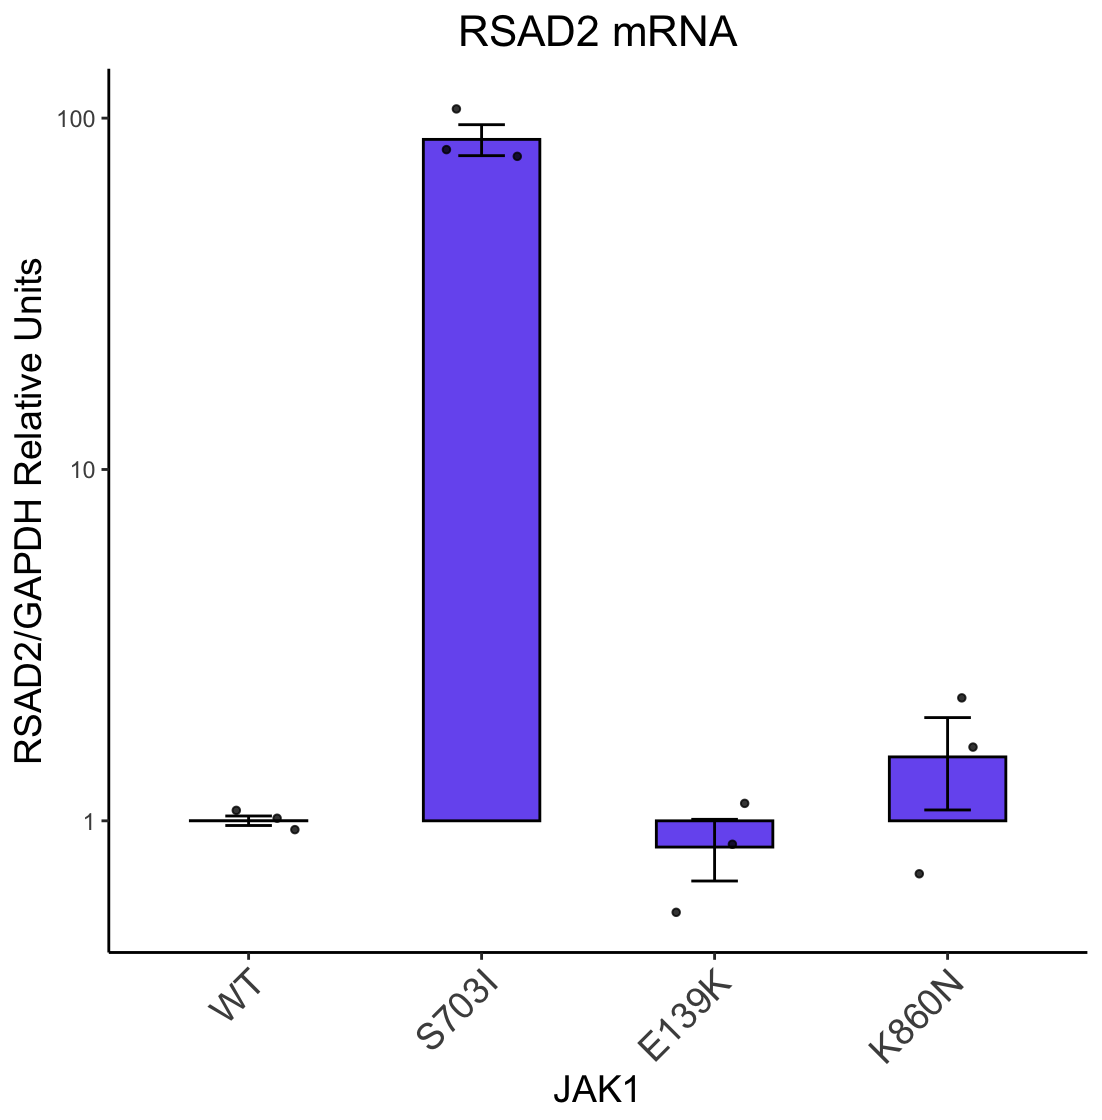 RSAD2 mRNA
RSAD2/GAPDH Relative Units
100
10
1
WT
S703I
E139K
K860N
JAK1